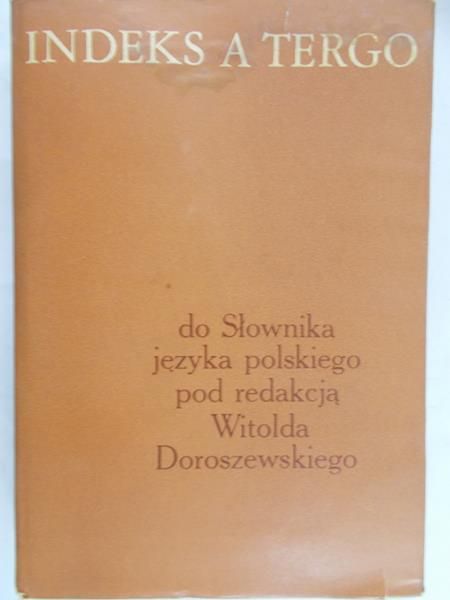 INDEKS A TERGO
do Słownika
języka polskiego
pod redakcją
Witolda
Doroszewskiego